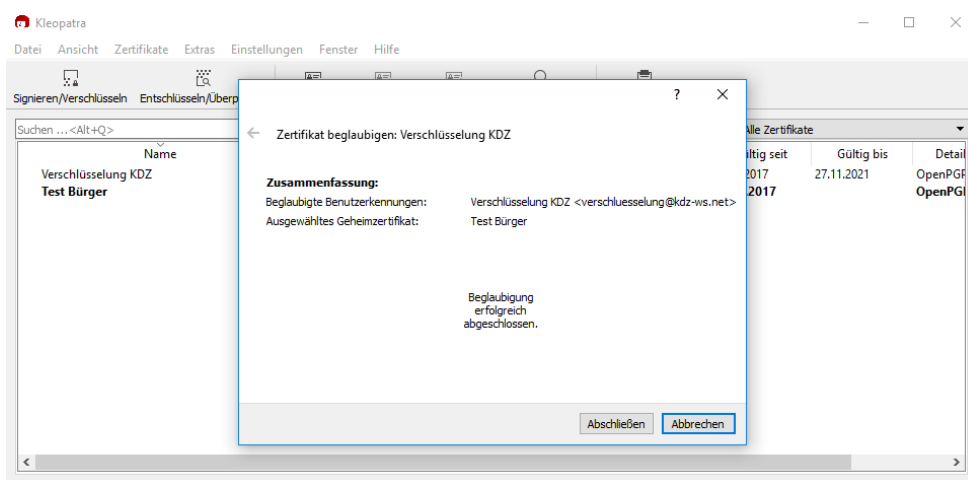 Kleopatra
Datei Ansicht Zertifikate Extras Einstellungen Fenster Hilfe
Signieren/Verschlüsseln Entschlüsseln/Überp
Suchen ...<Alt+Q>
Alle Zertifikate
Name
ültig seit Gültig bis Detail
Verschlüsselung KDZ
2017 27.11.2021 OpenPGP
Test Bürger
.2017 OpenPGP
? 
Zertifikat beglaubigen: Verschlüsselung KDZ
Zusammenfassung:
Beglaubigte Benutzerkennungen: Verschlüsselung KDZ <verschluesselung@kdz-ws.net>
Ausgewähltes Geheimzertifikat: Test Bürger
Beglaubigung
erfolgreich
abgeschlossen.
Abschließen Abbrechen